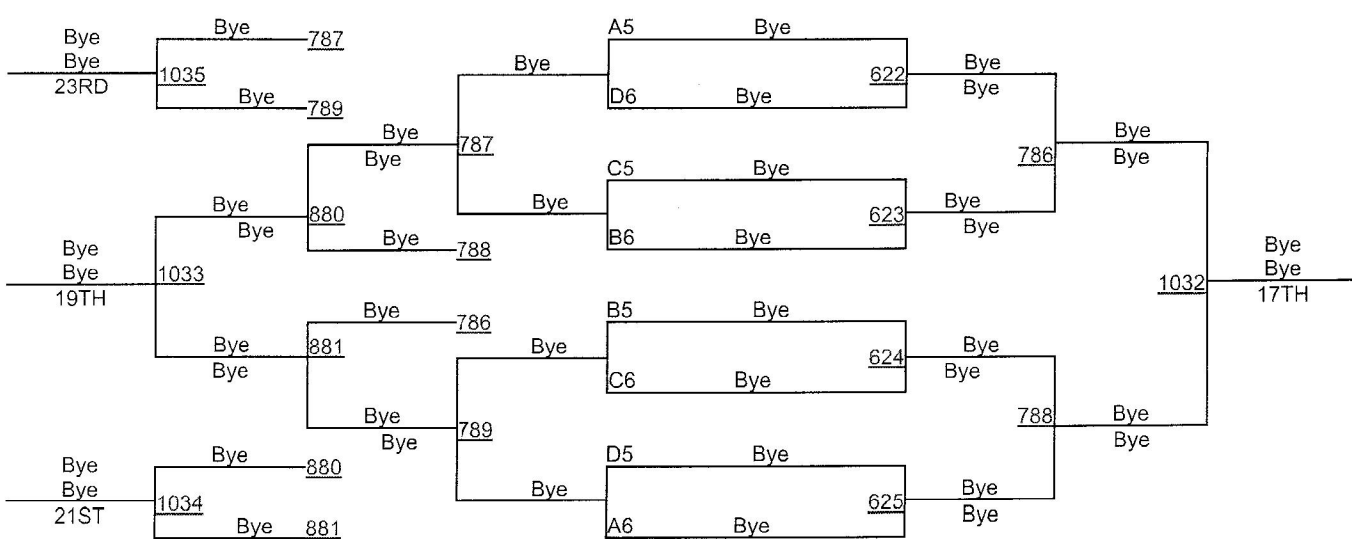 Bye
Bye
23RD
1035
Bye 787
Bye 789
Bye
Bye
19TH
1033
Bye
Bye
880
Bye
Bye
787
Bye 788
Bye
Bye
881
Bye 786
Bye
Bye
789
Bye
Bye
21ST
1034
Bye 880
Bye 881
Bye
Bye
Bye
Bye
A5 Bye
D6 Bye
622
C5 Bye
B6 Bye
623
B5 Bye
C6 Bye
624
D5 Bye
A6 Bye
625
Bye
Bye
786
Bye
Bye
Bye
Bye
788
Bye
Bye
Bye
Bye
1032
Bye
Bye
Bye
Bye
17TH